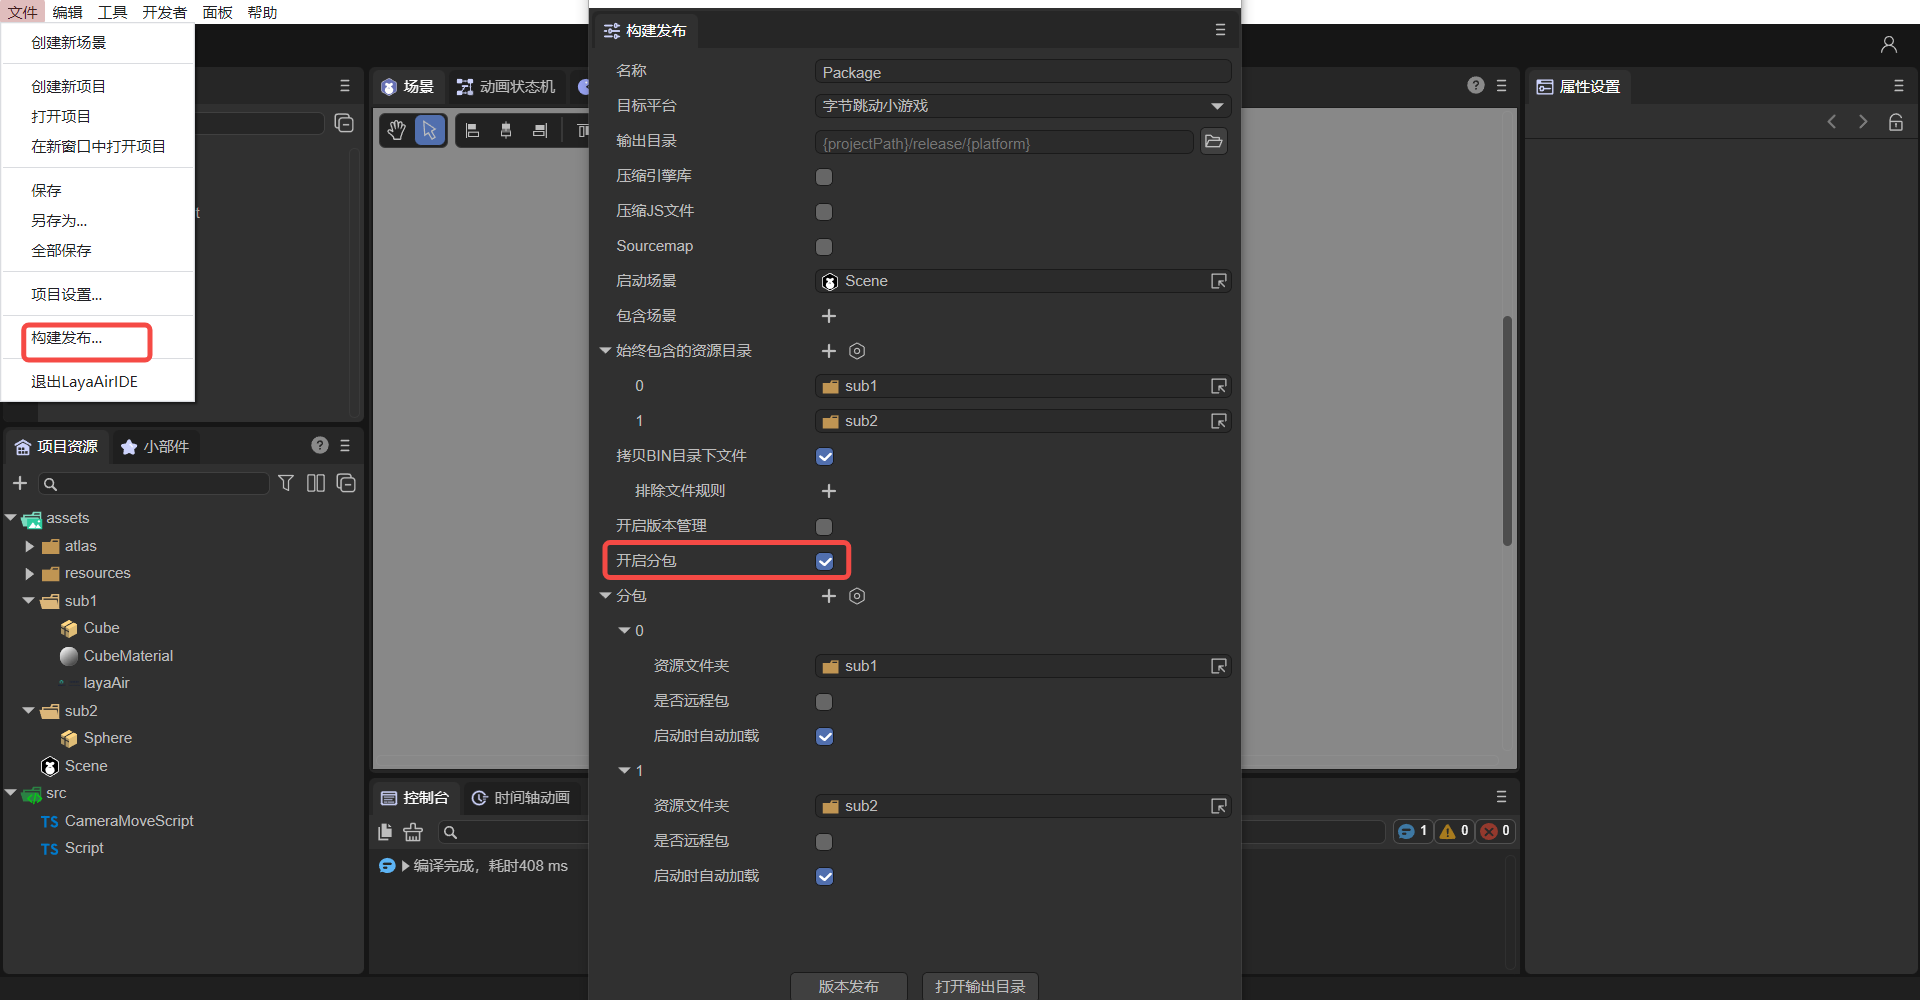 文件 编辑 工具 开发者 面板 帮助
创建新场景
创建新项目
打开项目
在新窗口中打开项目
保存
另存为...
全部保存
项目设置...
构建发布...
退出LayaAirIDE
t
项目资源 小部件
assets
atlas
resources
sub1
Cube
CubeMaterial
layaAir
sub2
Sphere
Scene
src
TS CameraMoveScript
TS Script
场景 动画状态机
构建发布
名称 Package
目标平台 字节跳动小游戏
输出目录 {projectPath}/release/{platform}
压缩引擎库
压缩JS文件
Sourcemap
启动场景 Scene
包含场景
始终包含的资源目录
0 sub1
1 sub2
拷贝BIN目录下文件
排除文件规则
开启版本管理
开启分包
分包
0
资源文件夹 sub1
是否远程包
启动时自动加载
1
资源文件夹 sub2
是否远程包
启动时自动加载
版本发布 打开输出目录
控制台 时间轴动画
1 0 0
编译完成，耗时408 ms
属性设置